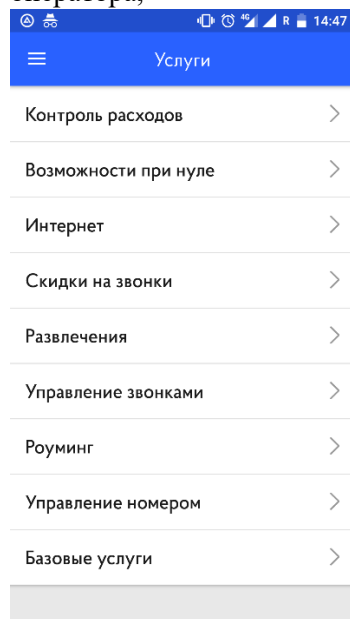 4G R 14:47
Услуги
Контроль расходов
Возможности при нуле
Интернет
Скидки на звонки
Развлечения
Управление звонками
Роуминг
Управление номером
Базовые услуги